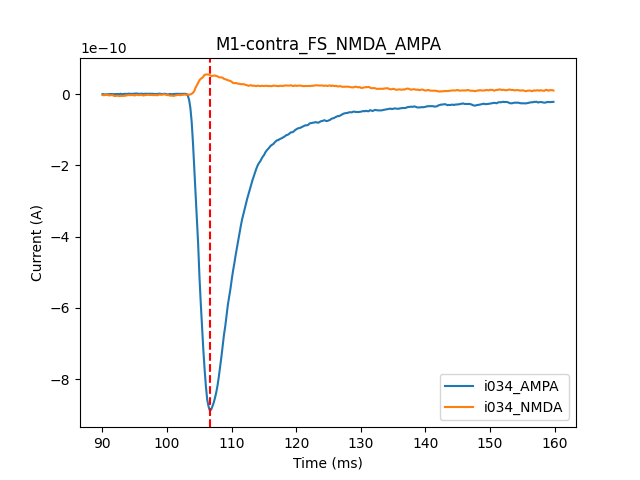 M1-contra_FS_NMDA_AMPA
1e−10
0
−2
−4
−6
−8
Current (A)
90 100 110 120 130 140 150 160
Time (ms)
i034_AMPA
i034_NMDA